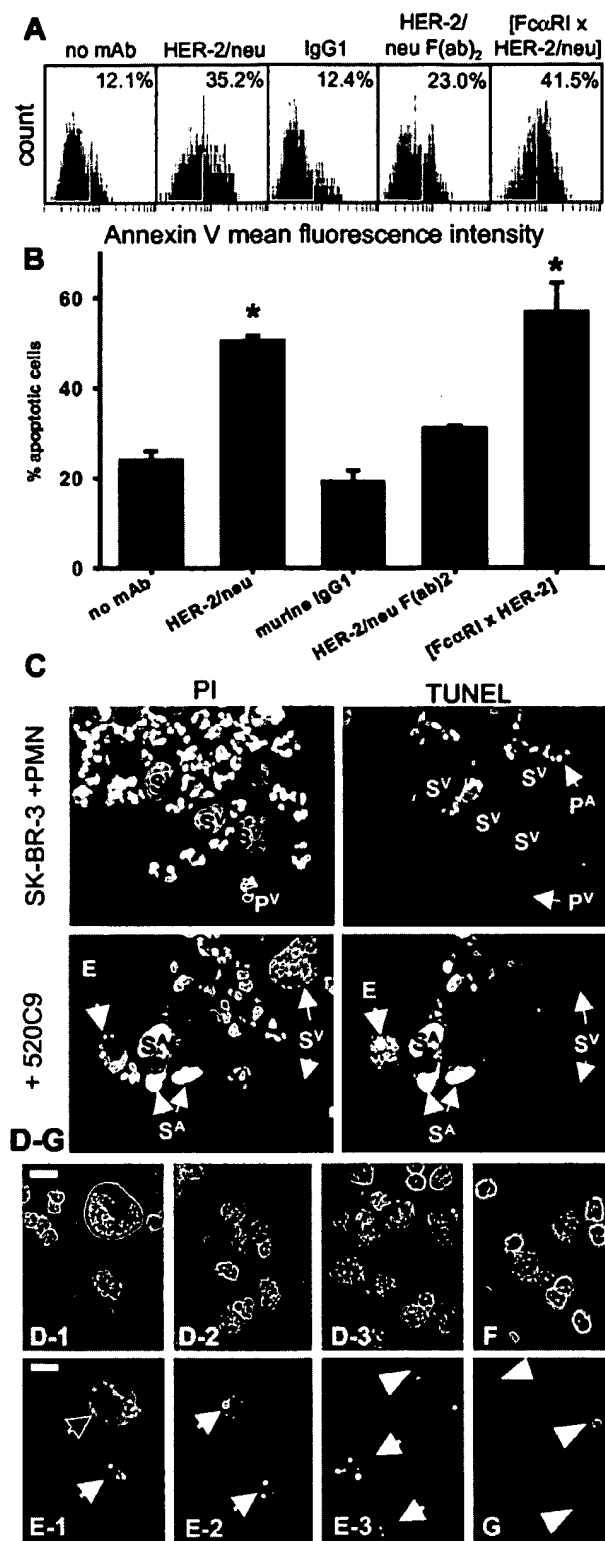 A
no mAb
HER-2/neu
IgG1
HER-2/
neu F(ab)₂
[FcαRI x
HER-2/neu]
12.1%
35.2%
12.4%
23.0%
41.5%
count
Annexin V mean fluorescence intensity
B
% apoptotic cells
60
40
20
0
*
*
no mAb
HER-2/neu
murine IgG1
HER-2/neu F(ab)2
[FcαRI x HER-2]
C
PI
TUNEL
SK-BR-3 +PMN
Pⱽ
Sⱽ
Sⱽ
Sⱽ
Sⱽ
Pᴬ
Pⱽ
+ 520C9
E
Sᴬ
Sᴬ
Sⱽ
E
Sᴬ
Sᴬ
Sⱽ
D-G
D-1
D-2
D-3
F
E-1
E-2
E-3
G